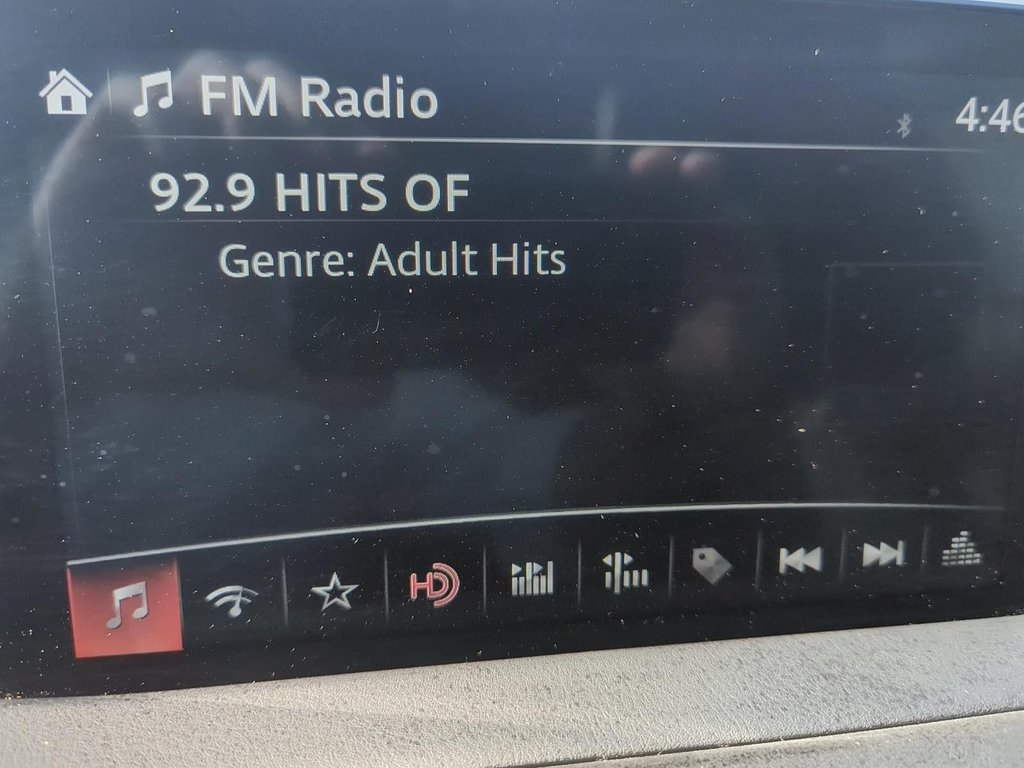 FM Radio
4:46
92.9 HITS OF
Genre: Adult Hits
HD